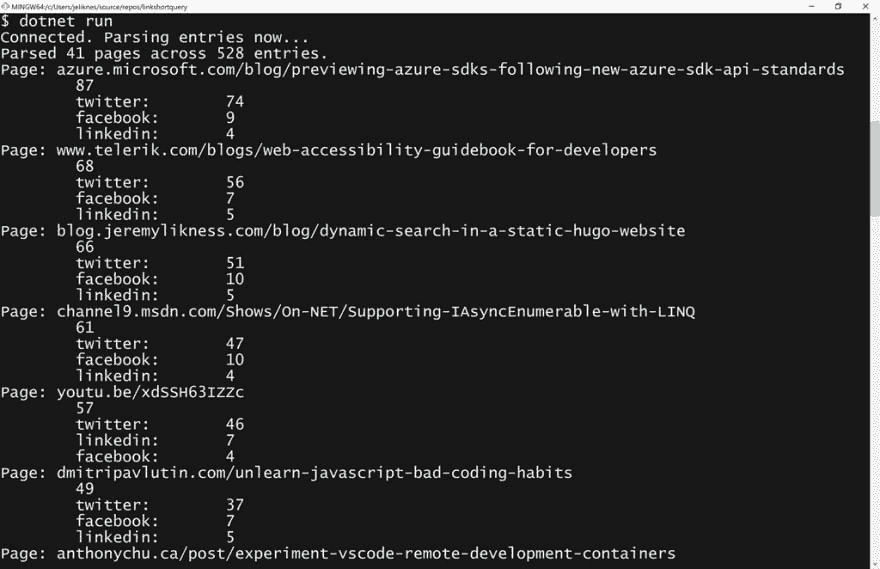 MINGW64:/c/Users/jeliknes/source/repos/linkshortquery
$ dotnet run
Connected. Parsing entries now...
Parsed 41 pages across 528 entries.
Page: azure.microsoft.com/blog/previewing-azure-sdks-following-new-azure-sdk-api-standards
87
twitter: 74
facebook: 9
linkedin: 4
Page: www.telerik.com/blogs/web-accessibility-guidebook-for-developers
68
twitter: 56
facebook: 7
linkedin: 5
Page: blog.jeremylikness.com/blog/dynamic-search-in-a-static-hugo-website
66
twitter: 51
facebook: 10
linkedin: 5
Page: channel9.msdn.com/Shows/On-NET/Supporting-IAsyncEnumerable-with-LINQ
61
twitter: 47
facebook: 10
linkedin: 4
Page: youtu.be/xdSSH63IZZc
57
twitter: 46
linkedin: 7
facebook: 4
Page: dmitripavlutin.com/unlearn-javascript-bad-coding-habits
49
twitter: 37
facebook: 7
linkedin: 5
Page: anthonychu.ca/post/experiment-vscode-remote-development-containers